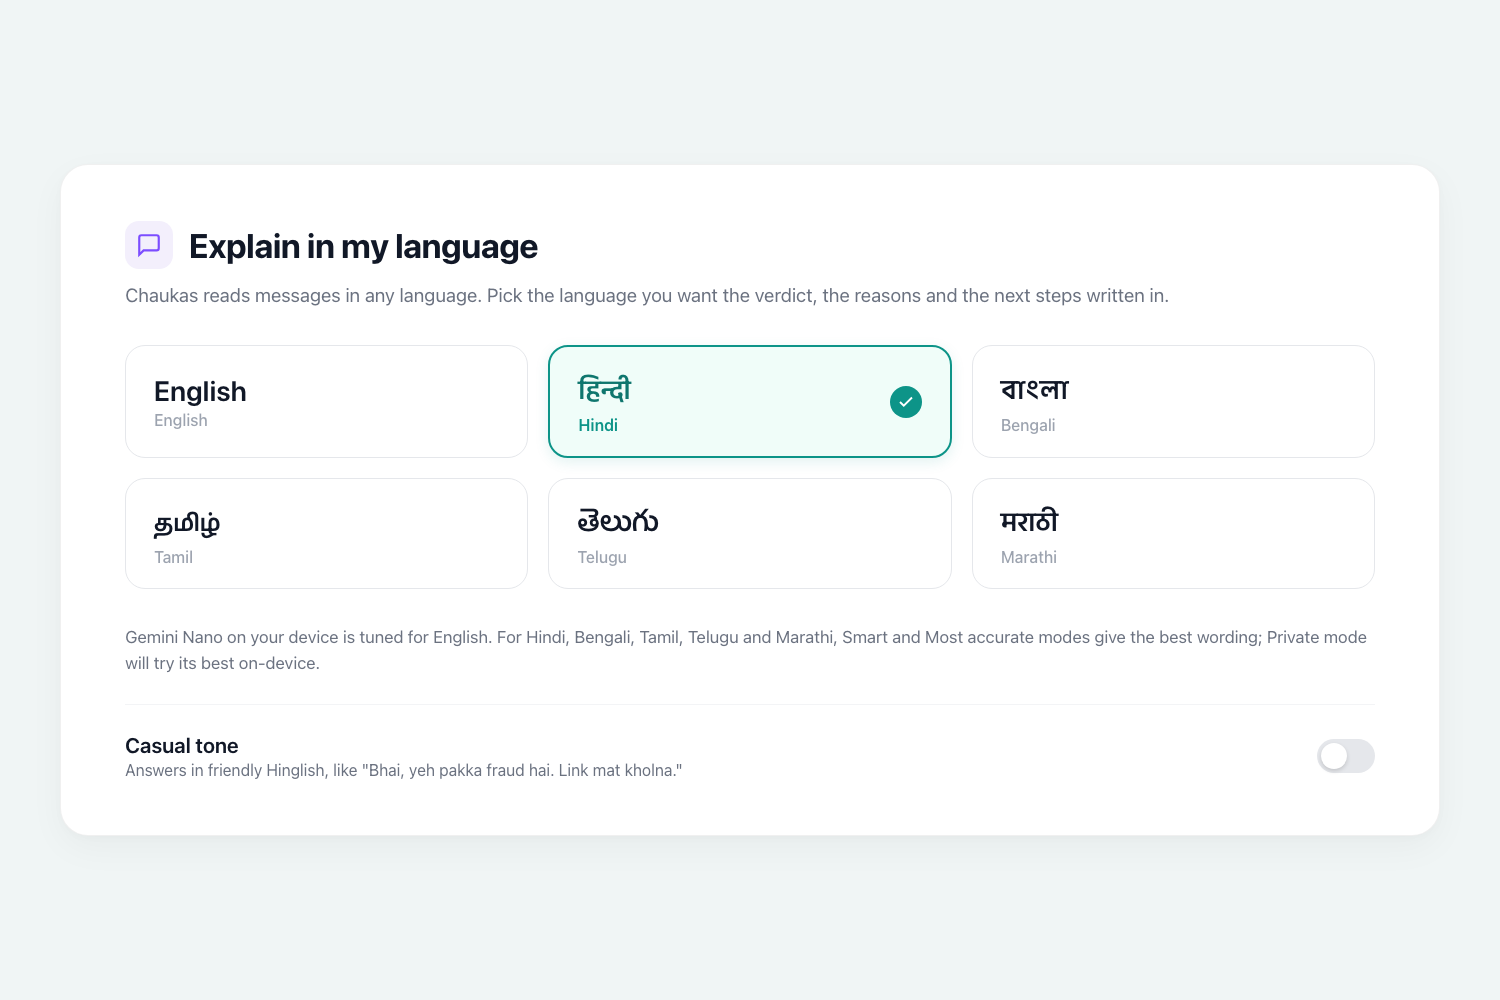 Explain in my language
Chaukas reads messages in any language. Pick the language you want the verdict, the reasons and the next steps written in.
English
English
हिन्दी
Hindi
বাংলা
Bengali
தமிழ்
Tamil
తెలుగు
Telugu
मराठी
Marathi
Gemini Nano on your device is tuned for English. For Hindi, Bengali, Tamil, Telugu and Marathi, Smart and Most accurate modes give the best wording; Private mode
will try its best on-device.
Casual tone
Answers in friendly Hinglish, like "Bhai, yeh pakka fraud hai. Link mat kholna."